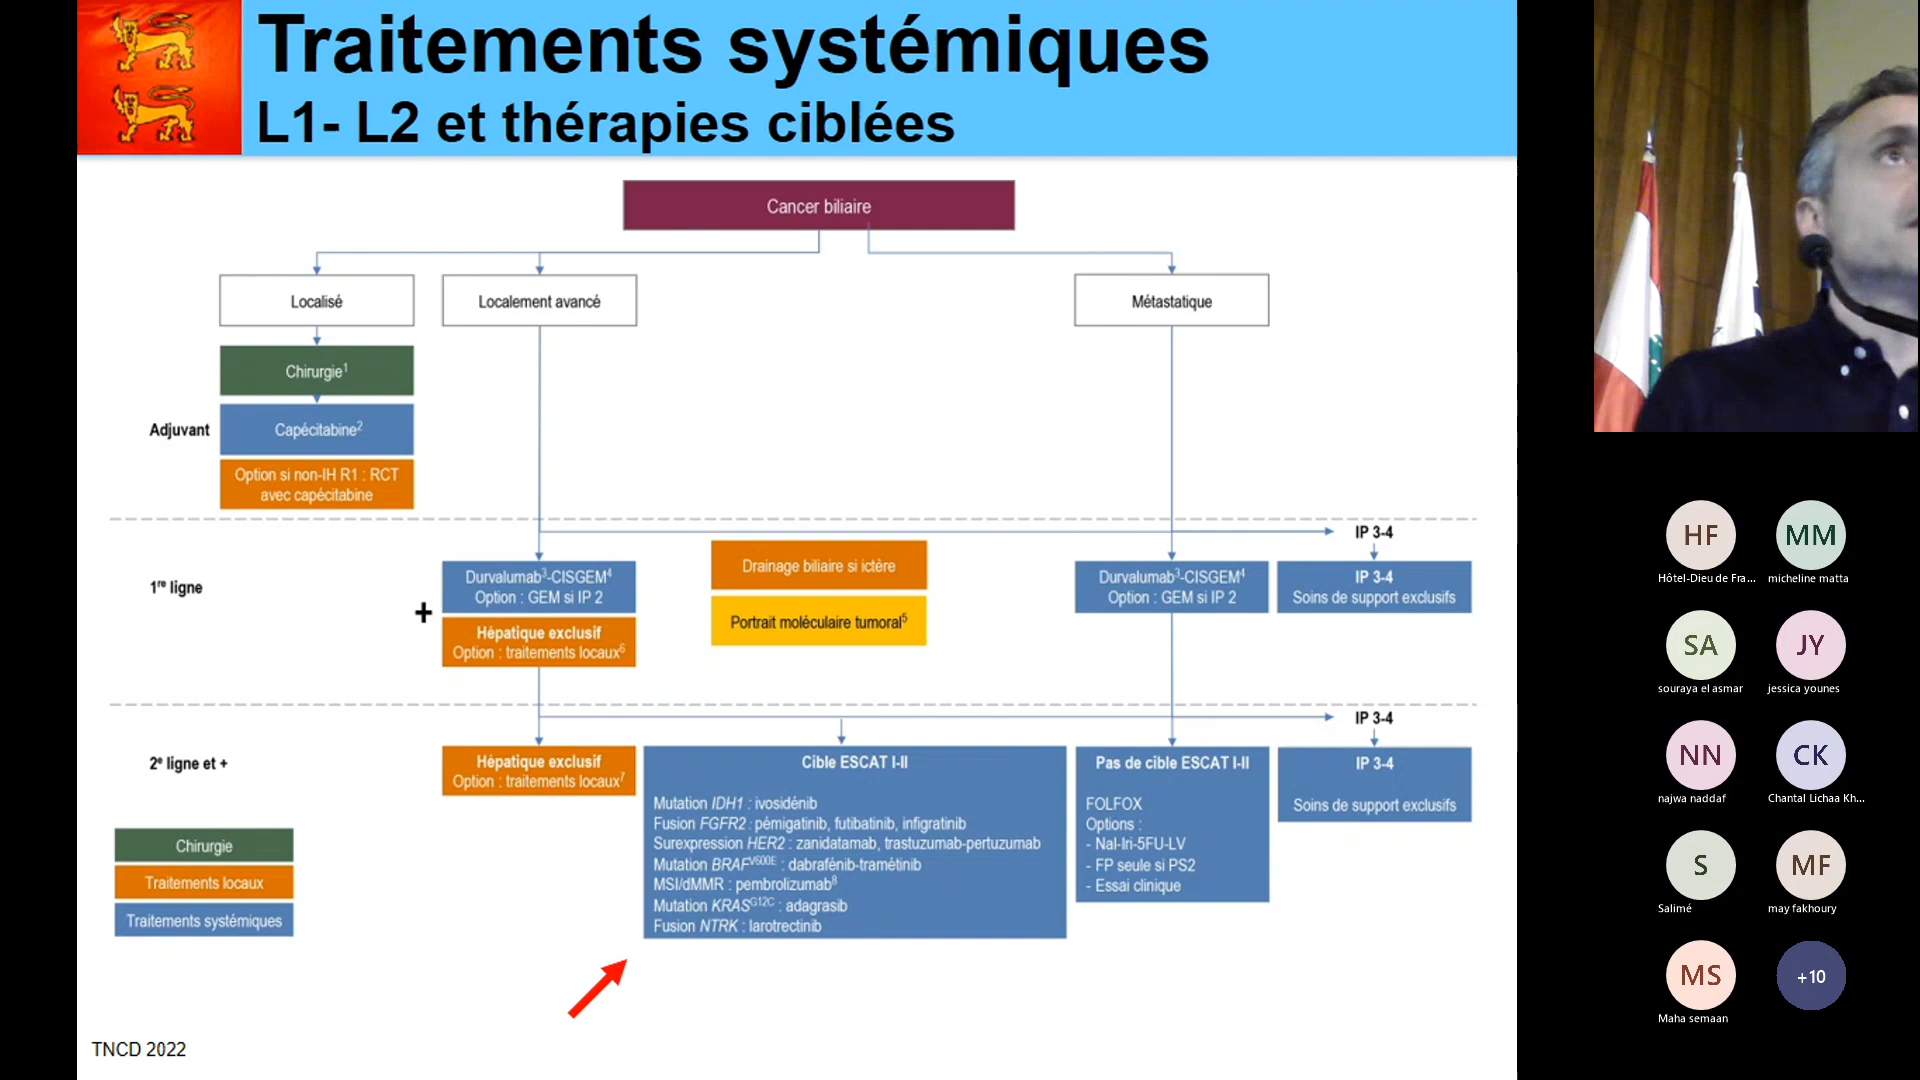 Traitements systémiques
L1- L2 et thérapies ciblées
Cancer biliaire
Localisé
Localement avancé
Métastatique
Chirurgie1
Adjuvant
Capécitabine2
Option si non-IH R1 : RCT
avec capécitabine
IP 3-4
1re ligne
+
Durvalumab3-CISGEM4
Option : GEM si IP 2
Hépatique exclusif
Option : traitements locaux6
Drainage biliaire si ictère
Portrait moléculaire tumoral5
Durvalumab3-CISGEM4
Option : GEM si IP 2
IP 3-4
Soins de support exclusifs
IP 3-4
2e ligne et +
Hépatique exclusif
Option : traitements locaux7
Cible ESCAT I-II
Mutation IDH1 : ivosidénib
Fusion FGFR2 : pémigatinib, futibatinib, infigratinib
Surexpression HER2 : zanidatamab, trastuzumab-pertuzumab
Mutation BRAFV600E : dabrafénib-tramétinib
MSI/dMMR : pembrolizumab8
Mutation KRASG12C : adagrasib
Fusion NTRK : larotrectinib
Pas de cible ESCAT I-II
FOLFOX
Options :
- Nal-Iri-5FU-LV
- FP seule si PS2
- Essai clinique
IP 3-4
Soins de support exclusifs
Chirurgie
Traitements locaux
Traitements systémiques
TNCD 2022
HF
Hôtel-Dieu de Fra...
MM
micheline matta
SA
souraya el asmar
JY
jessica younes
NN
najwa naddaf
CK
Chantal Lichaa Kh...
S
Salimé
MF
may fakhoury
MS
Maha semaan
+10